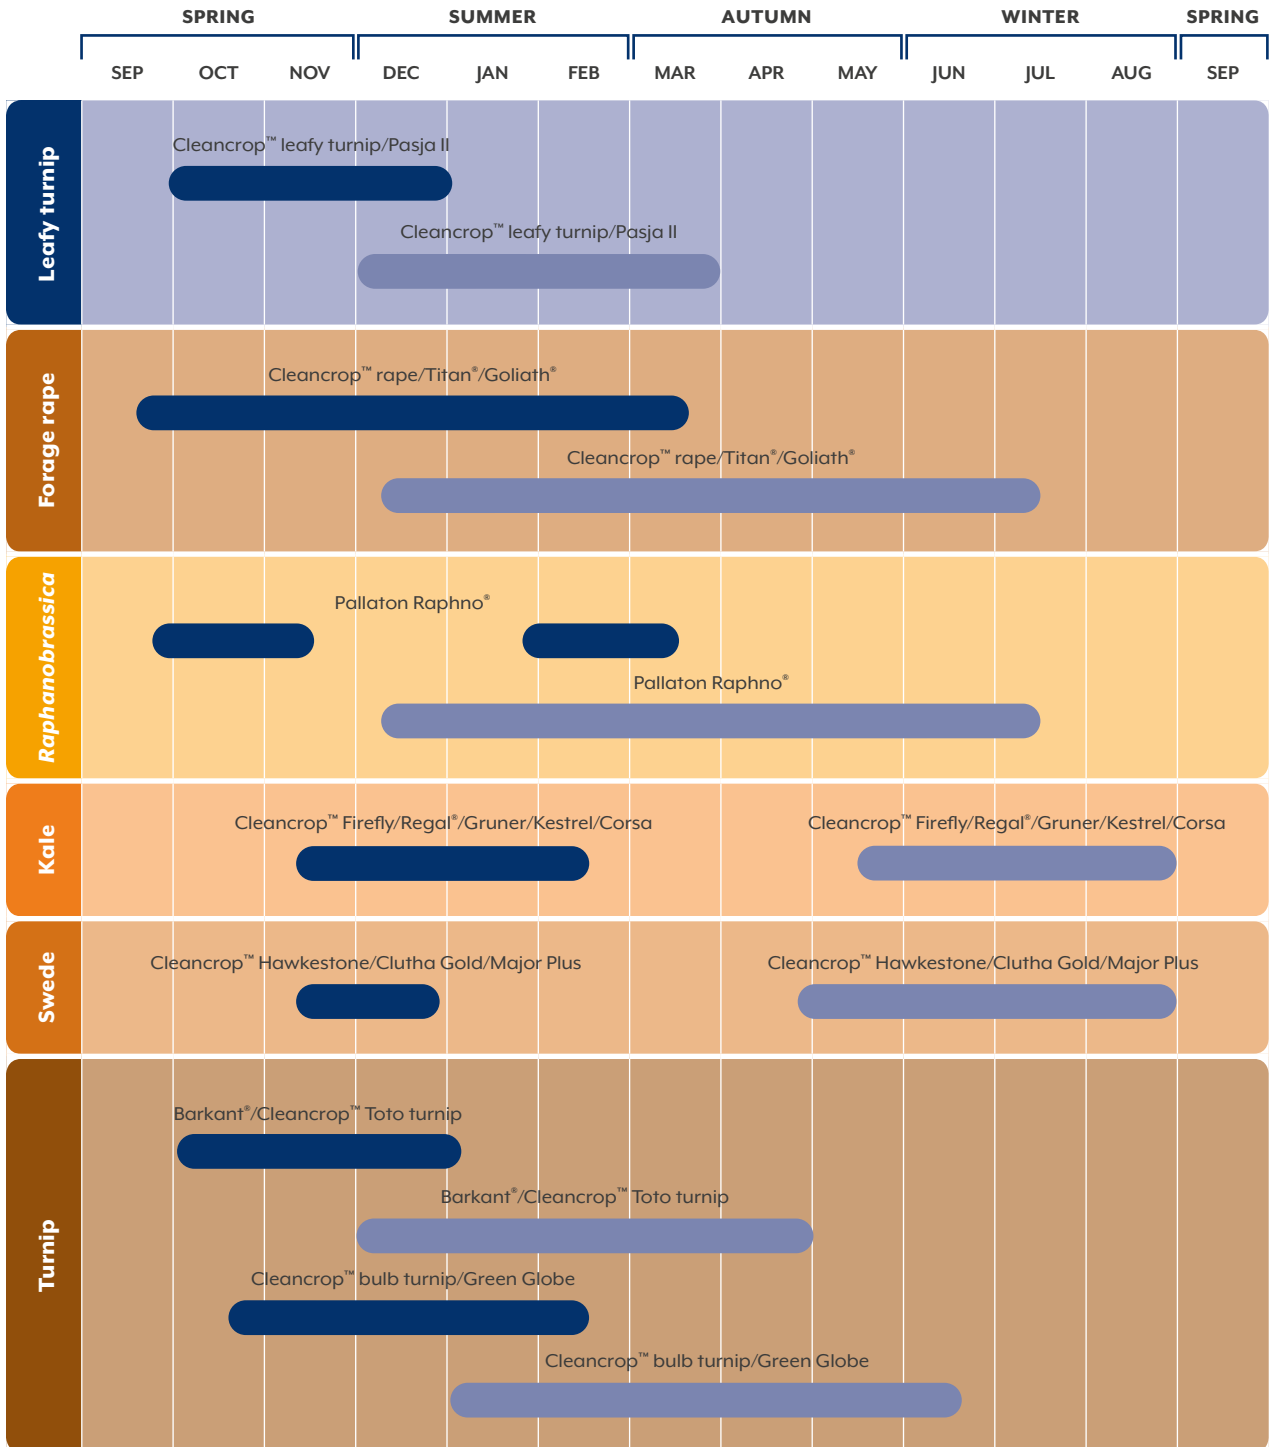 SPRING SUMMER AUTUMN WINTER SPRING
SEP OCT NOV DEC JAN FEB MAR APR MAY JUN JUL AUG SEP
Leafy turnip
Cleancrop™ leafy turnip/Pasja II
Cleancrop™ leafy turnip/Pasja II
Forage rape
Cleancrop™ rape/Titan®/Goliath®
Cleancrop™ rape/Titan®/Goliath®
Raphanobrassica
Pallaton Raphno®
Pallaton Raphno®
Kale
Cleancrop™ Firefly/Regal®/Gruner/Kestrel/Corsa Cleancrop™ Firefly/Regal®/Gruner/Kestrel/Corsa
Swede
Cleancrop™ Hawkestone/Clutha Gold/Major Plus Cleancrop™ Hawkestone/Clutha Gold/Major Plus
Turnip
Barkant®/Cleancrop™ Toto turnip
Barkant®/Cleancrop™ Toto turnip
Cleancrop™ bulb turnip/Green Globe
Cleancrop™ bulb turnip/Green Globe